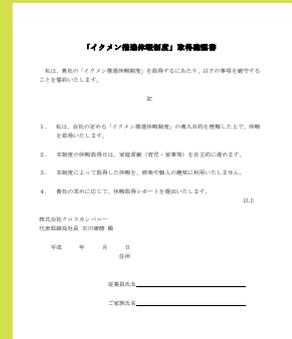 「イクメン推進休暇制度」取得確認書
私は、貴社の「イクメン推進休暇制度」を取得するにあたり、以下の事項を厳守する
ことを誓約いたします。
記
1. 私は、会社の定める「イクメン推進休暇制度」の導入目的を理解した上で、休暇
を取得いたします。
2. 本制度の休暇取得日は、家庭貢献（育児・家事等）を自主的に進めます。
3. 本制度によって取得した休暇を、娯楽や個人の趣味に利用いたしません。
4. 貴社の求めに応じて、休暇取得レポートを提出いたします。
以上
株式会社クロスカンパニー
代表取締役社長 石川康晴 殿
平成 年 月 日
住所
従業員氏名
ご家族氏名